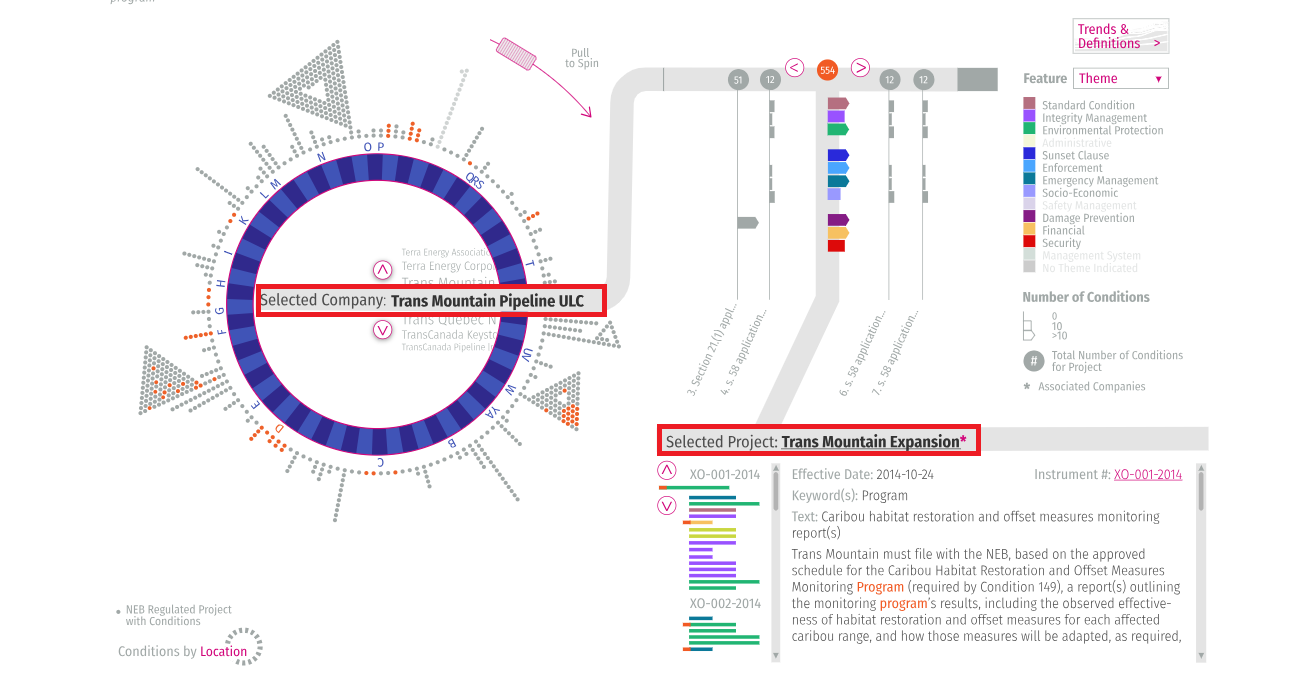 program
Pull
to Spin
Trends &
Definitions >
Feature Theme
51 12 < 554 > 12 12
Standard Condition
Integrity Management
Environmental Protection
Administrative
Sunset Clause
Enforcement
Emergency Management
Socio-Economic
Safety Management
Damage Prevention
Financial
Security
Management System
No Theme Indicated
Number of Conditions
0
10
>10
# Total Number of Conditions
for Project
* Associated Companies
N
O P
QRS
T
UV
W
YA
B
C
D
E
F
G
H
I
K
L M
Terra Energy Associatio
Terra Energy Corpo
Trans Mountain
Selected Company: Trans Mountain Pipeline ULC
Trans Québec N
TransCanada Keysto
TransCanada Pipeline
3. Section 21.(1) appl...
4. s. 58 application...
6. s. 58 application...
7. s. 58 application...
Selected Project: Trans Mountain Expansion*
XO-001-2014
XO-002-2014
Effective Date: 2014-10-24 Instrument #: XO-001-2014
Keyword(s): Program
Text: Caribou habitat restoration and offset measures monitoring
report(s)
Trans Mountain must file with the NEB, based on the approved
schedule for the Caribou Habitat Restoration and Offset Measures
Monitoring Program (required by Condition 149), a report(s) outlining
the monitoring program's results, including the observed effective-
ness of habitat restoration and offset measures for each affected
caribou range, and how those measures will be adapted, as required,
NEB Regulated Project
with Conditions
Conditions by Location